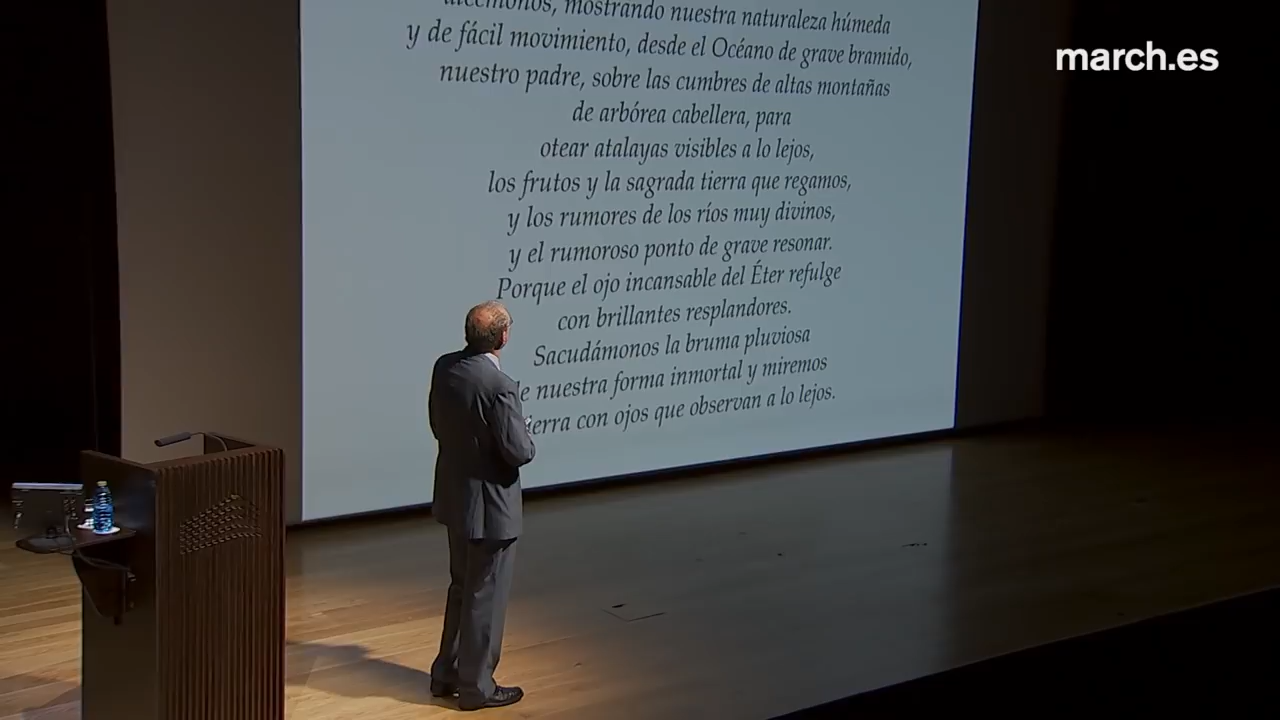 alcémonos, mostrando nuestra naturaleza húmeda
y de fácil movimiento, desde el Océano de grave bramido,
nuestro padre, sobre las cumbres de altas montañas
de arbórea cabellera, para
otear atalayas visibles a lo lejos,
los frutos y la sagrada tierra que regamos,
y los rumores de los ríos muy divinos,
y el rumoroso ponto de grave resonar.
Porque el ojo incansable del Éter refulge
con brillantes resplandores.
Sacudámonos la bruma pluviosa
nuestra forma inmortal y miremos
con ojos que observan a lo lejos.
march.es